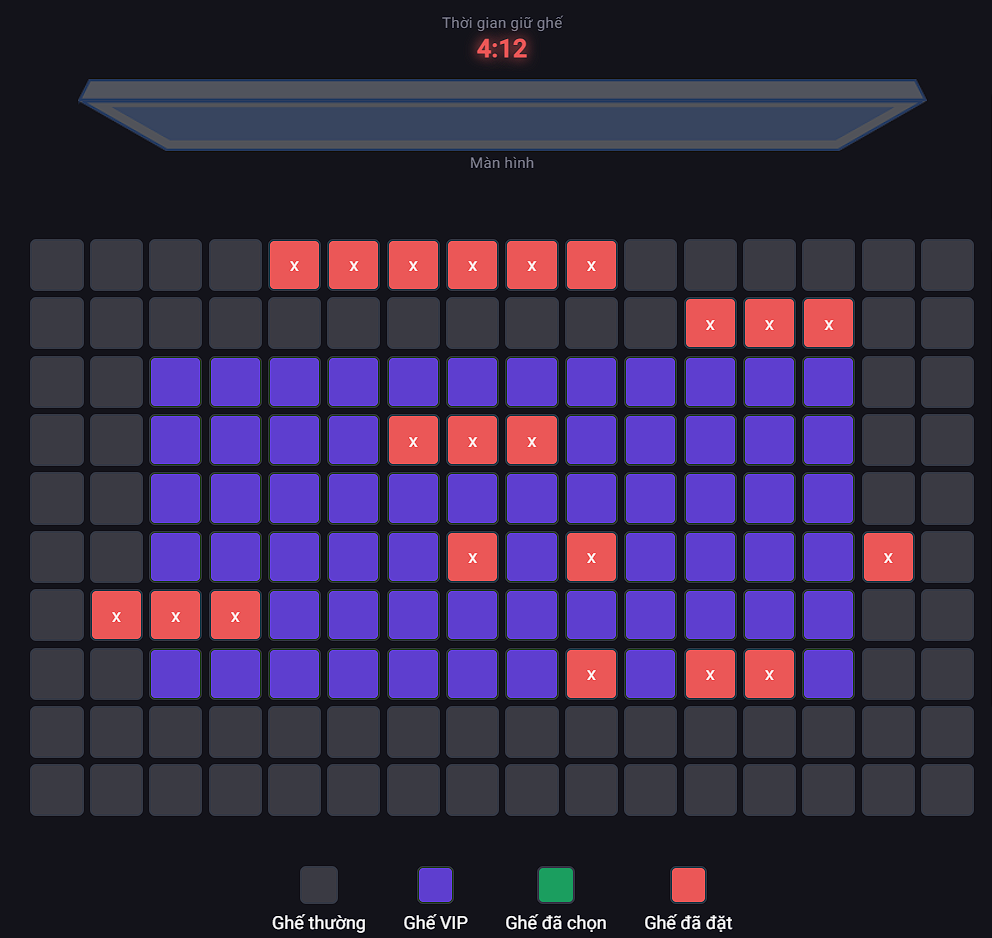 Thời gian giữ ghế
4:12
Màn hình
x x x x x x
x x x
x x x
x x x
x x x
x x x
Ghế thường Ghế VIP Ghế đã chọn Ghế đã đặt